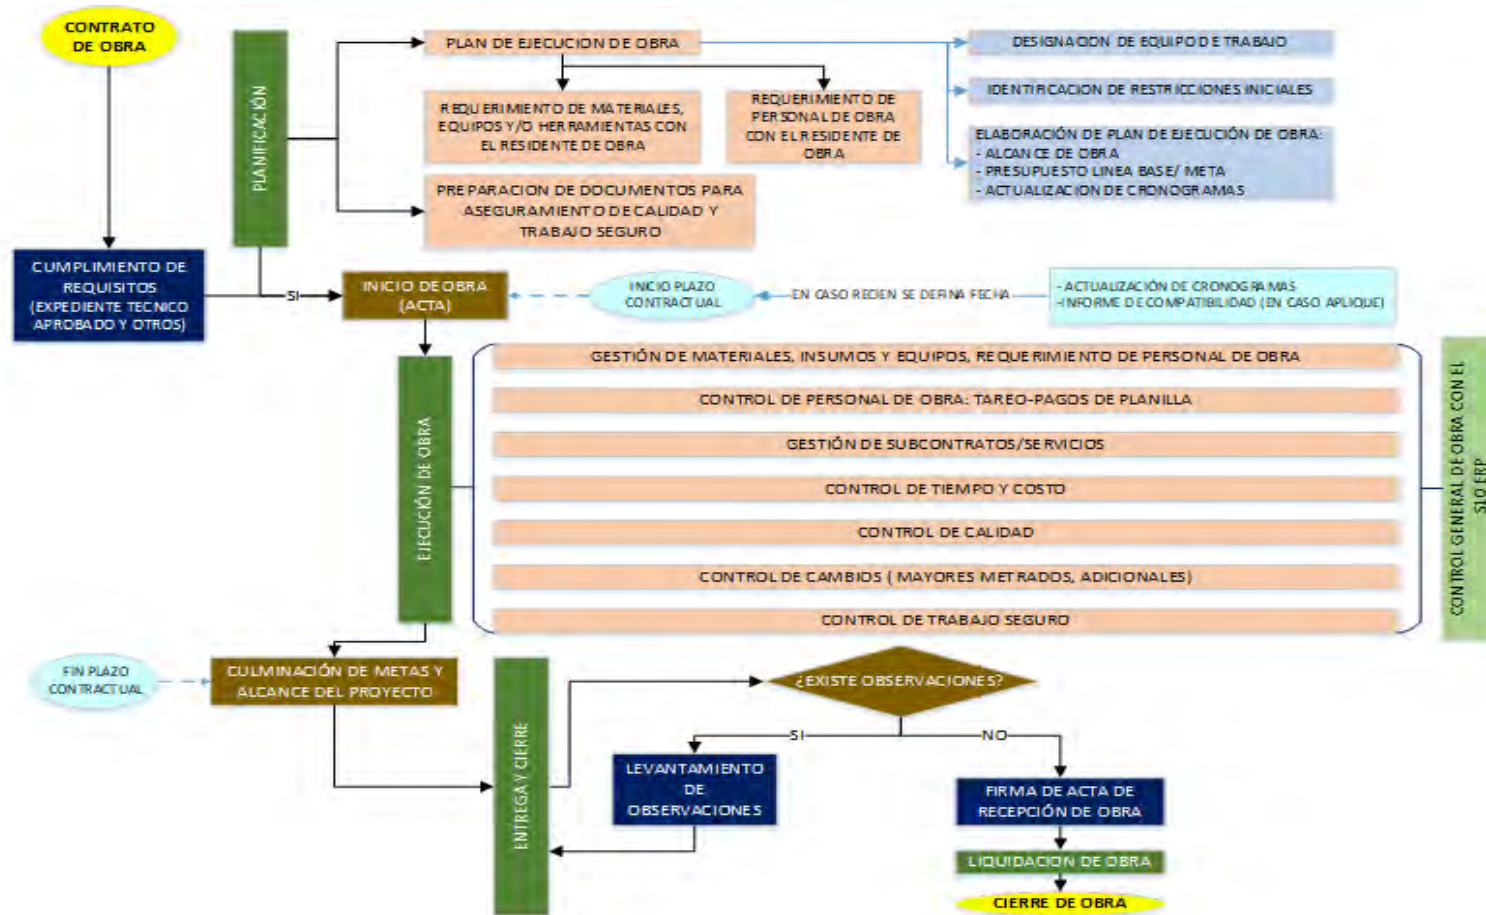 CONTRATO
DE OBRA
PLANIFICACIÓN
PLAN DE EJECUCION DE OBRA
DESIGNACION DE EQUIPO DE TRABAJO
IDENTIFICACION DE RESTRICCIONES INICIALES
REQUERIMIENTO DE MATERIALES,
EQUIPOS Y/O HERRAMIENTAS CON
EL RESIDENTE DE OBRA
REQUERIMIENTO DE
PERSONAL DE OBRA
CON EL RESIDENTE DE
OBRA
ELABORACIÓN DE PLAN DE EJECUCIÓN DE OBRA:
- ALCANCE DE OBRA
- PRESUPUESTO LINEA BASE/ META
- ACTUALIZACION DE CRONOGRAMAS
PREPARACION DE DOCUMENTOS PARA
ASEGURAMIENTO DE CALIDAD Y
TRABAJO SEGURO
CUMPLIMIENTO DE
REQUISITOS
(EXPEDIENTE TECNICO
APROBADO Y OTROS)
SI
INICIO DE OBRA
(ACTA)
INICIO PLAZO
CONTRACTUAL
EN CASO RECIEN SE DEFINA FECHA
- ACTUALIZACIÓN DE CRONOGRAMAS
-INFORME DE COMPATIBILIDAD (EN CASO APLIQUE)
EJECUCIÓN DE OBRA
GESTIÓN DE MATERIALES, INSUMOS Y EQUIPOS, REQUERIMIENTO DE PERSONAL DE OBRA
CONTROL DE PERSONAL DE OBRA: TAREO-PAGOS DE PLANILLA
GESTIÓN DE SUBCONTRATOS/SERVICIOS
CONTROL DE TIEMPO Y COSTO
CONTROL DE CALIDAD
CONTROL DE CAMBIOS ( MAYORES METRADOS, ADICIONALES)
CONTROL DE TRABAJO SEGURO
CONTROL GENERAL DE OBRA CON EL
S10 ERP
FIN PLAZO
CONTRACTUAL
CULMINACIÓN DE METAS Y
ALCANCE DEL PROYECTO
ENTREGA Y CIERRE
¿EXISTE OBSERVACIONES?
SI
NO
LEVANTAMIENTO
DE
OBSERVACIONES
FIRMA DE ACTA DE
RECEPCIÓN DE OBRA
LIQUIDACION DE OBRA
CIERRE DE OBRA